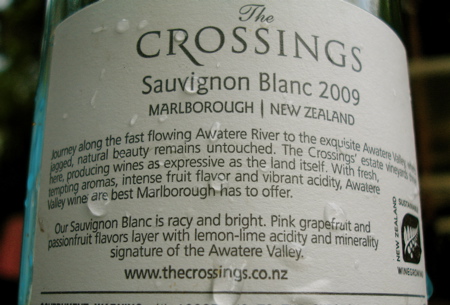 The
CROSSINGS
Sauvignon Blanc 2009
MARLBOROUGH | NEW ZEALAND
Journey along the fast flowing Awatere River to the exquisite Awatere Valley where
jagged, natural beauty remains untouched. The Crossings' estate vineyards thrive
here, producing wines as expressive as the land itself. With fresh,
tempting aromas, intense fruit flavor and vibrant acidity, Awatere
Valley wine are best Marlborough has to offer.
Our Sauvignon Blanc is racy and bright. Pink grapefruit and
passionfruit flavors layer with lemon-lime acidity and minerality
signature of the Awatere Valley.
www.thecrossings.co.nz
NEW ZEALAND
WINEGROWING